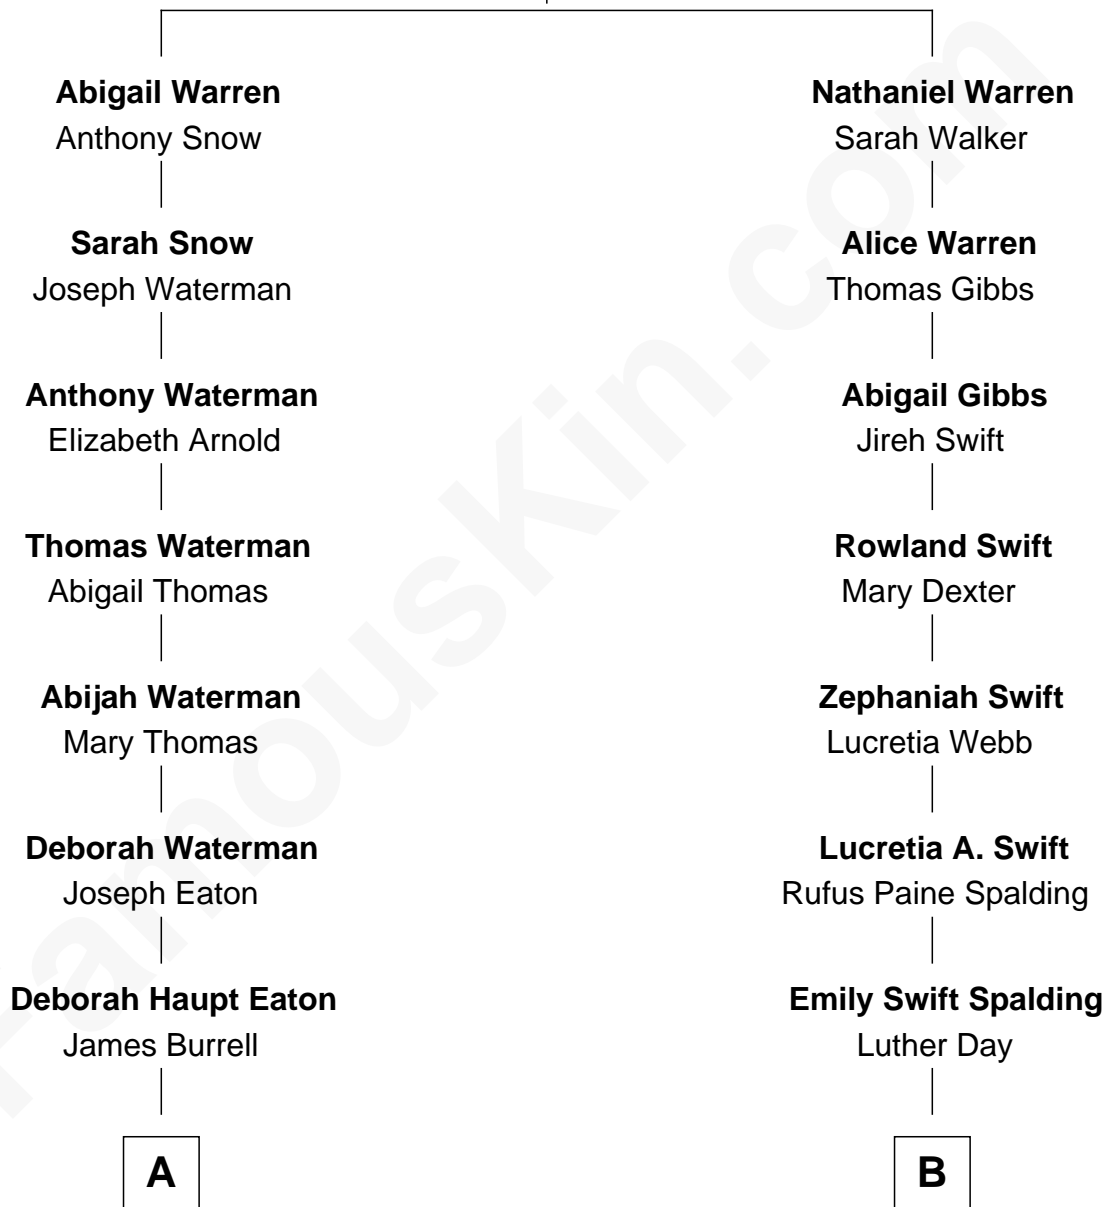 Abigail Warren
Anthony Snow
Sarah Snow
Joseph Waterman
Anthony Waterman
Elizabeth Arnold
Thomas Waterman
Abigail Thomas
Abijah Waterman
Mary Thomas
Deborah Waterman
Joseph Eaton
Deborah Haupt Eaton
James Burrell
A
Nathaniel Warren
Sarah Walker
Alice Warren
Thomas Gibbs
Abigail Gibbs
Jireh Swift
Rowland Swift
Mary Dexter
Zephaniah Swift
Lucretia Webb
Lucretia A. Swift
Rufus Paine Spalding
Emily Swift Spalding
Luther Day
B
FamousKin.com